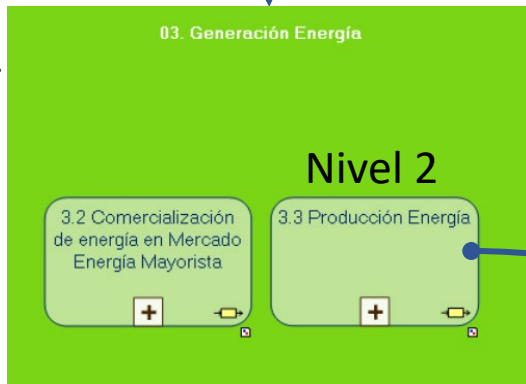 03. Generación Energía
Nivel 2
3.2 Comercialización
de energía en Mercado
Energía Mayorista
3.3 Producción Energía